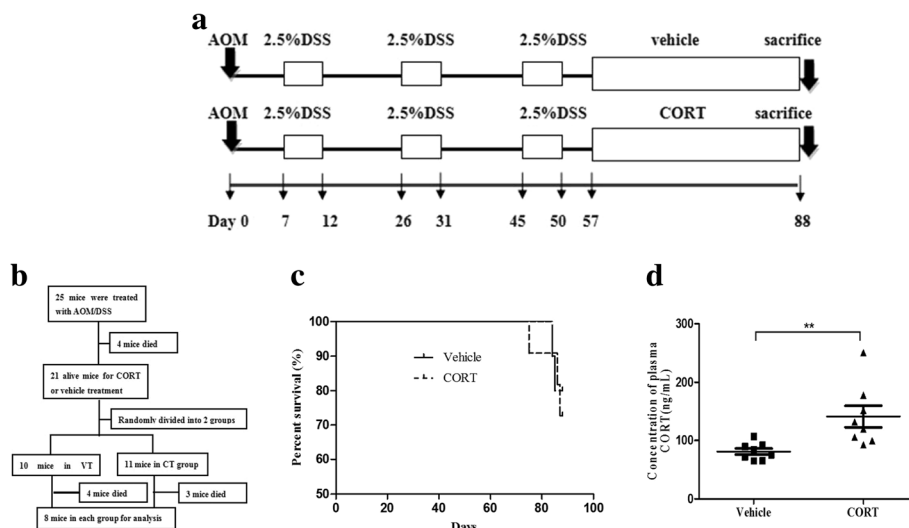 a
AOM 2.5%DSS 2.5%DSS 2.5%DSS vehicle sacrifice
AOM 2.5%DSS 2.5%DSS 2.5%DSS CORT sacrifice
Day 0 7 12 26 31 45 50 57 88
b
25 mice were treated
with AOM/DSS
4 mice died
21 alive mice for CORT
or vehicle treatment
Randomly divided into 2 groups
10 mice in VT
11 mice in CT group
4 mice died
3 mice died
8 mice in each group for analysis
c
Percent survival (%)
100
90
80
70
60
50
Vehicle
CORT
0 20 40 60 80 100
Days
d
Concentration of plasma
CORT(ng/mL)
300
200
100
0
**
Vehicle CORT